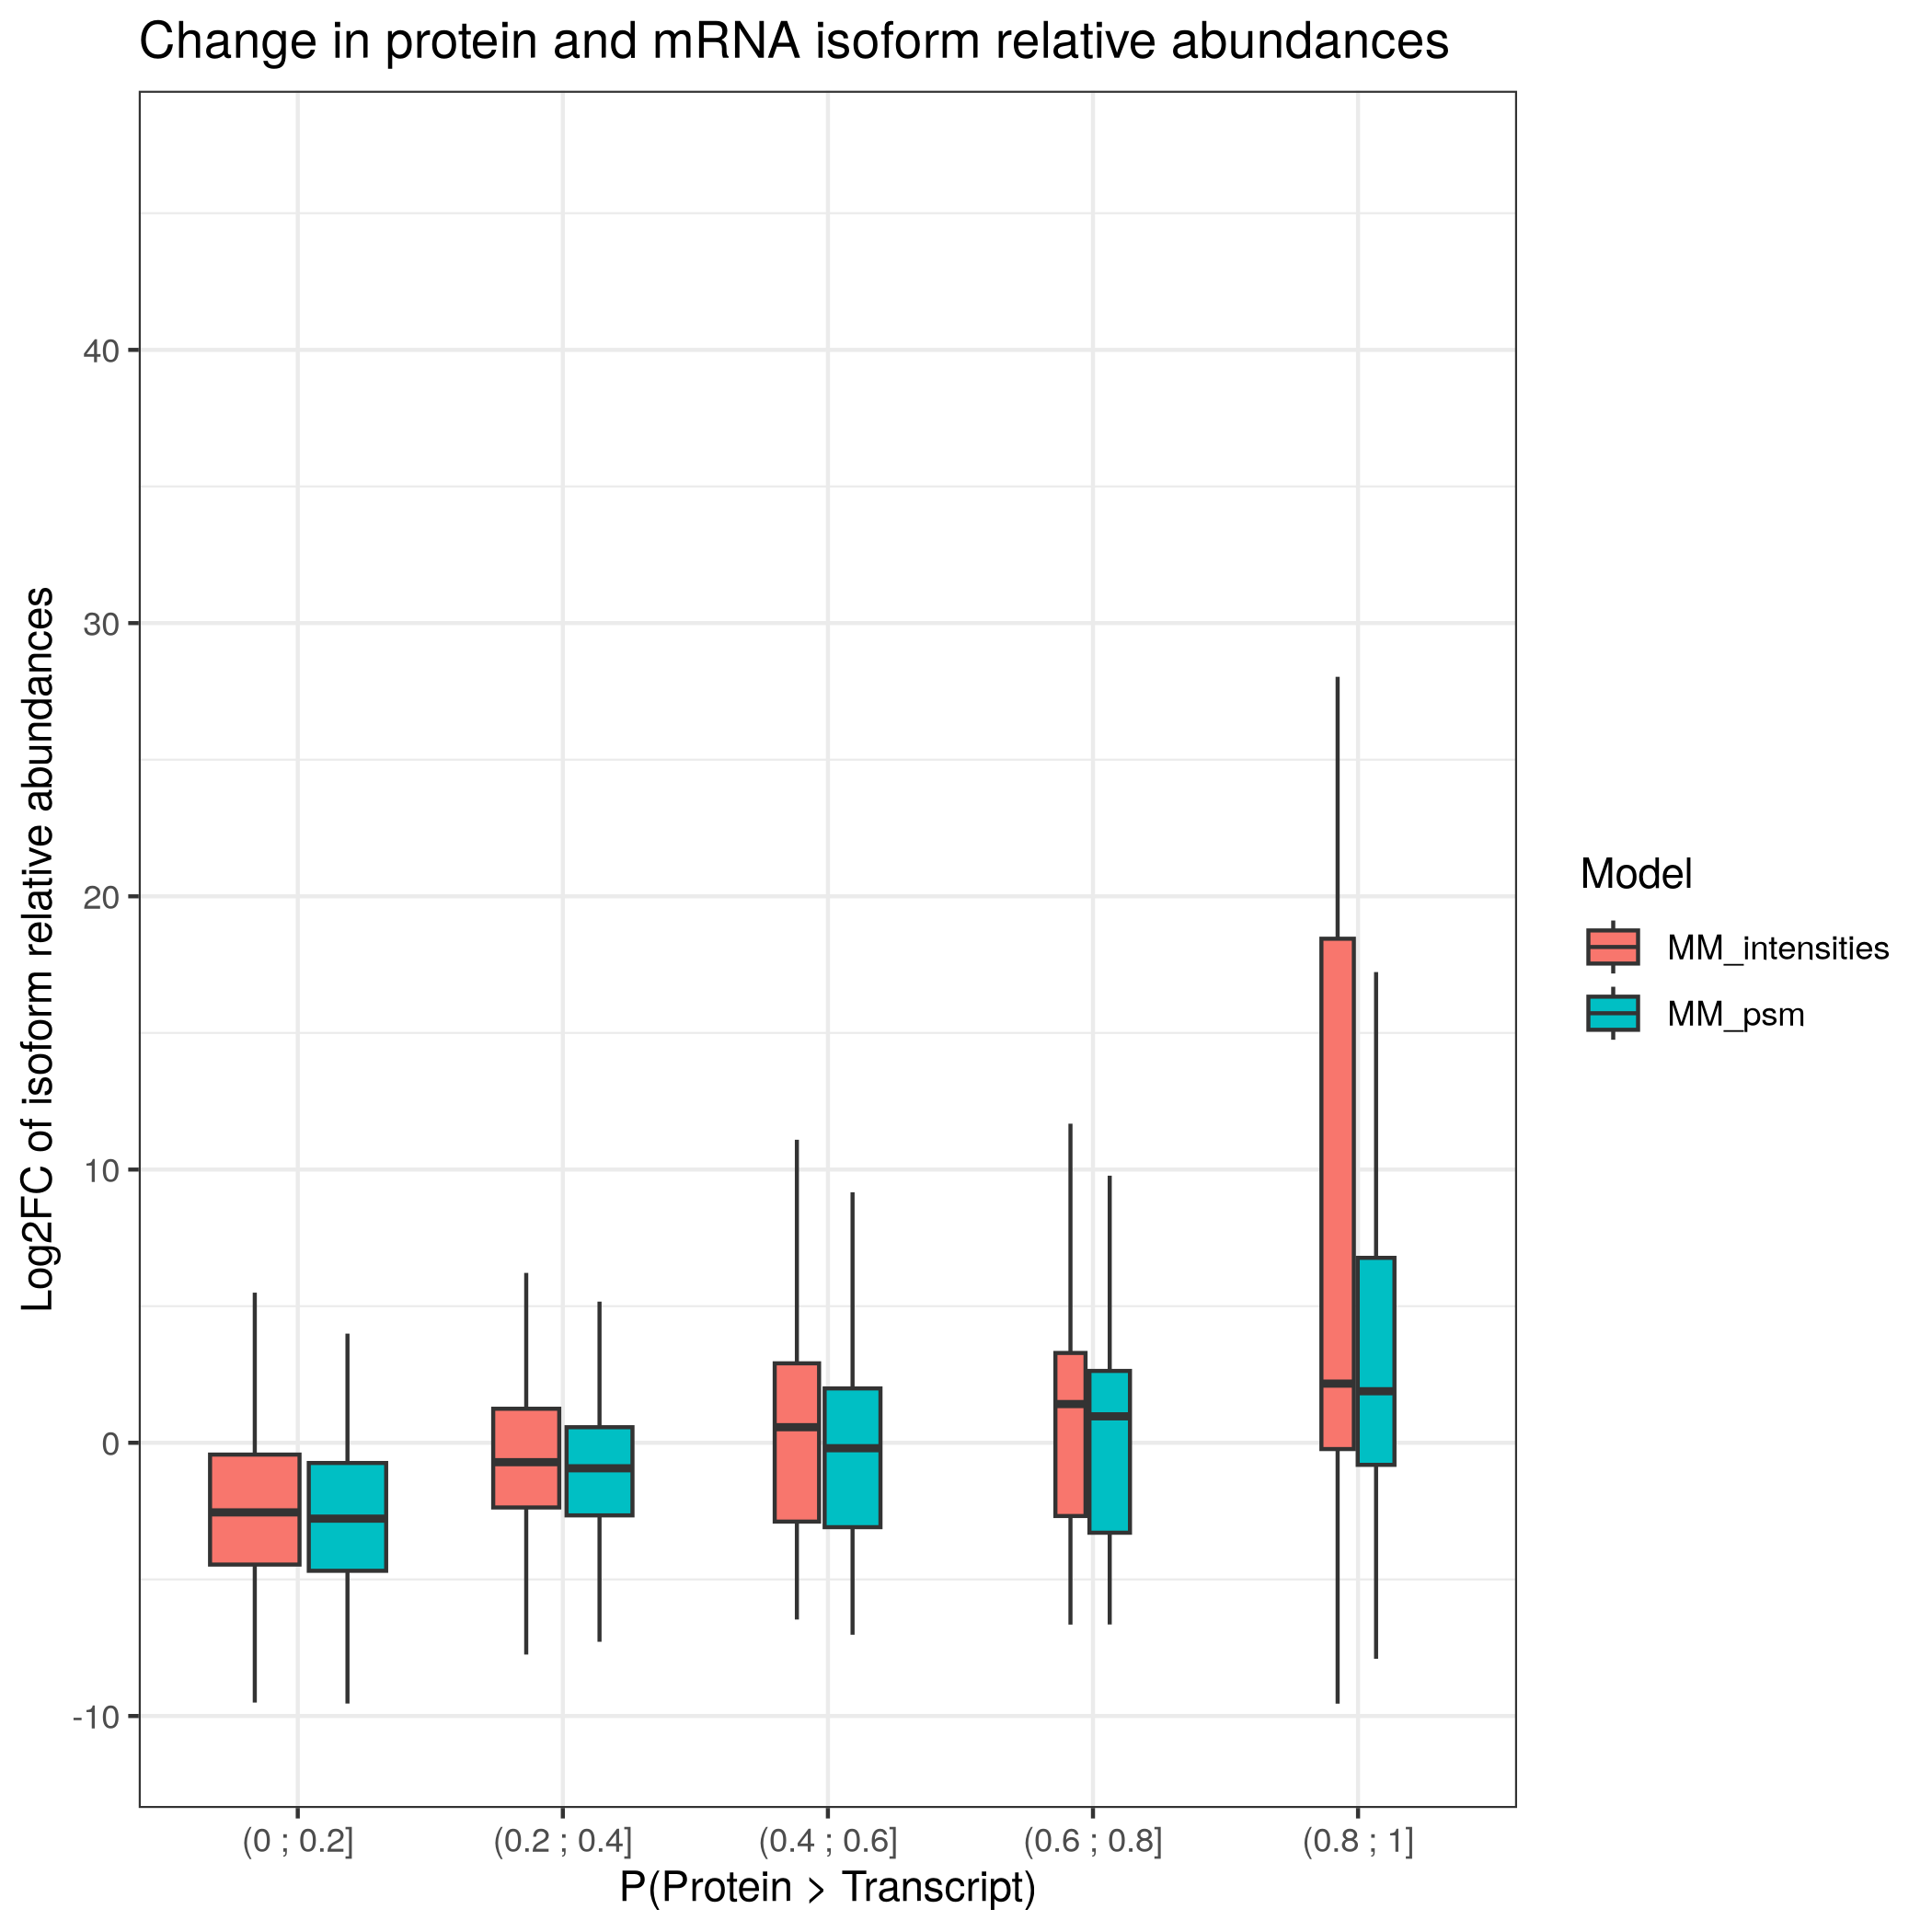 Change in protein and mRNA isoform relative abundances
Log2FC of isoform relative abundances
40
30
20
10
0
-10
(0 ; 0.2]
(0.2 ; 0.4]
(0.4 ; 0.6]
(0.6 ; 0.8]
(0.8 ; 1]
P(Protein > Transcript)
Model
MM_intensities
MM_psm